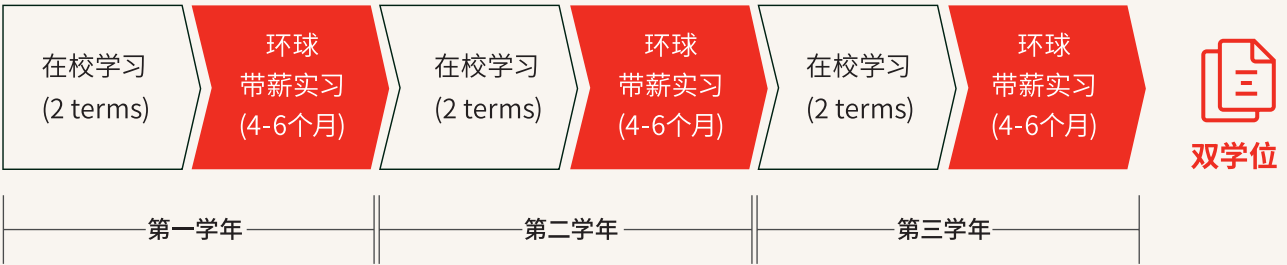 在校学习
(2 terms)
环球
带薪实习
(4-6个月)
在校学习
(2 terms)
环球
带薪实习
(4-6个月)
在校学习
(2 terms)
环球
带薪实习
(4-6个月)
双学位
第一学年
第二学年
第三学年